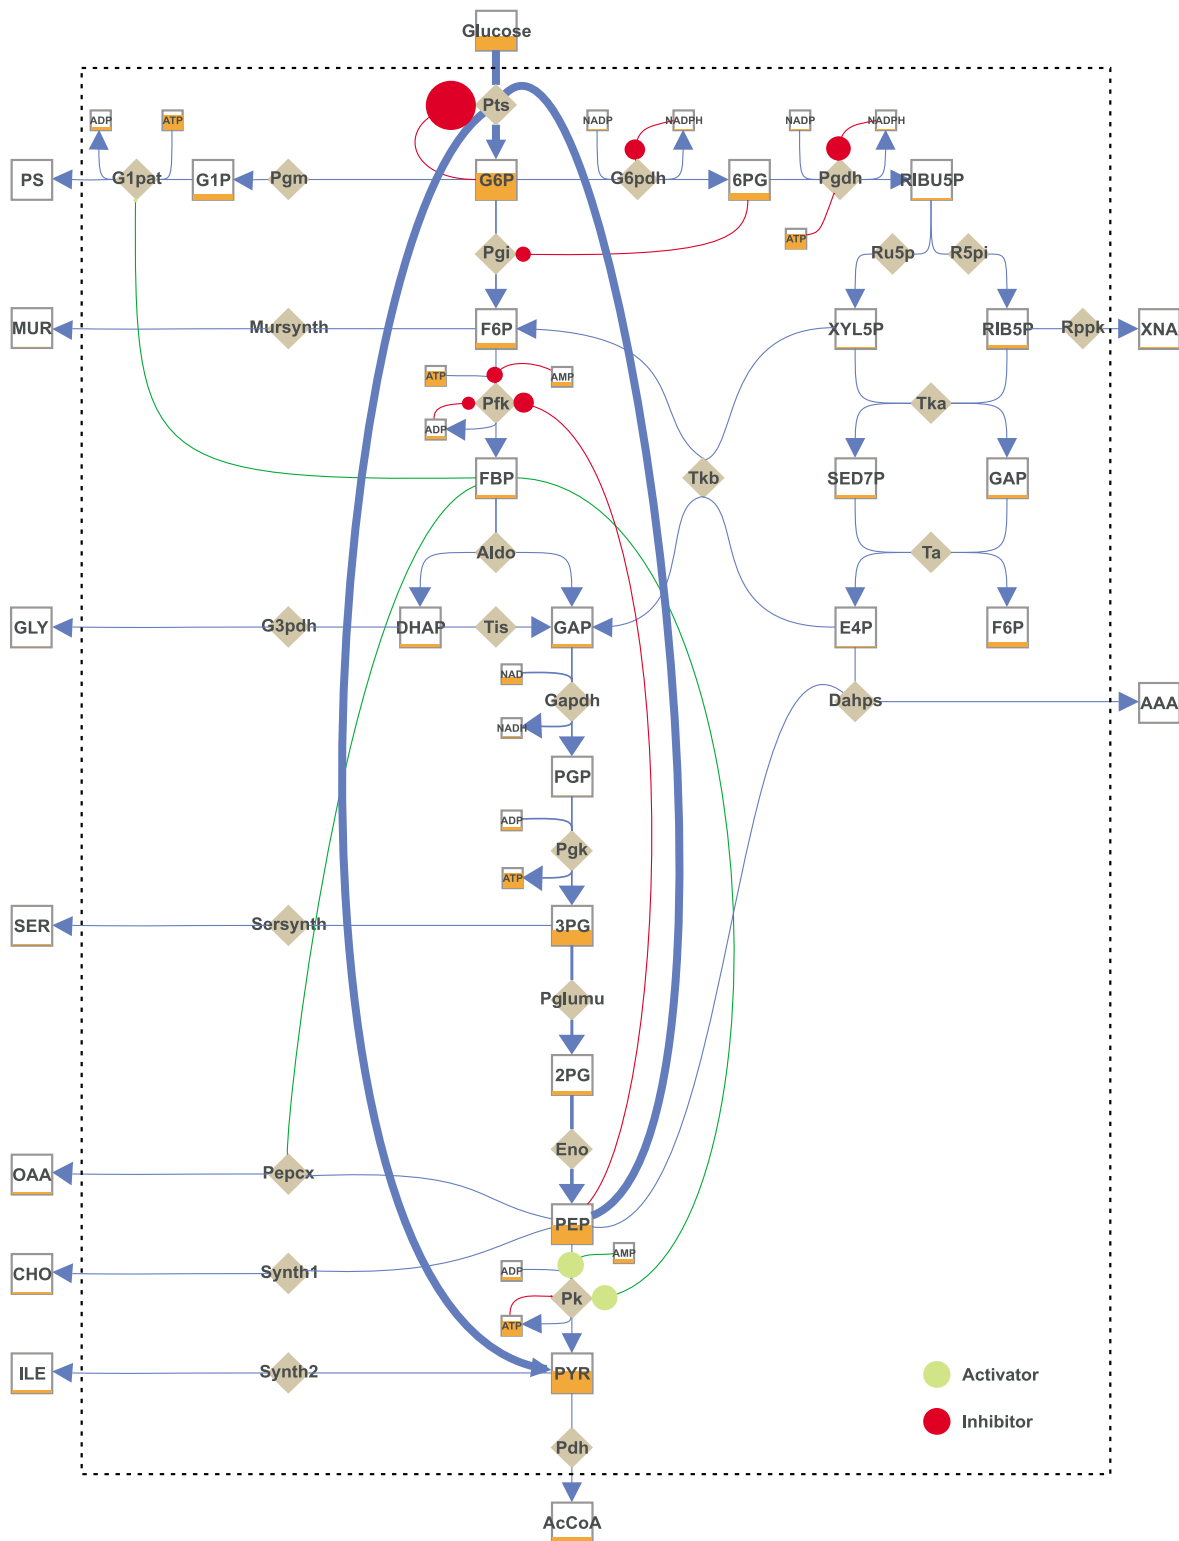 Glucose
Pts
ADP
ATP
NADP
NADPH
NADP
NADPH
PS
G1pat
G1P
Pgm
G6P
G6pdh
6PG
Pgdh
RIBU5P
ATP
Pgi
Ru5p
R5pi
MUR
Mursynth
F6P
XYL5P
RIB5P
Rppk
XNA
ATP
AMP
Pfk
Tka
ADP
FBP
Tkb
SED7P
GAP
Aldo
Ta
GLY
G3pdh
DHAP
Tis
GAP
E4P
F6P
NAD
Gapdh
Dahps
AAA
NADH
PGP
ADP
Pgk
ATP
SER
Sersynth
3PG
Pglumu
2PG
Eno
OAA
Pepcx
PEP
AMP
CHO
Synth1
ADP
Pk
ATP
ILE
Synth2
PYR
Activator
Inhibitor
Pdh
AcCoA